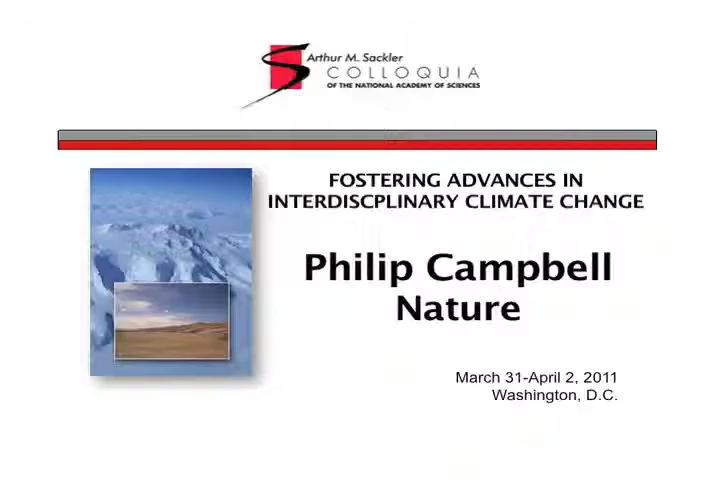 Arthur M. Sackler
COLLOQUIA
OF THE NATIONAL ACADEMY OF SCIENCES
FOSTERING ADVANCES IN
INTERDISCPLINARY CLIMATE CHANGE
Philip Campbell
Nature
March 31-April 2, 2011
Washington, D.C.